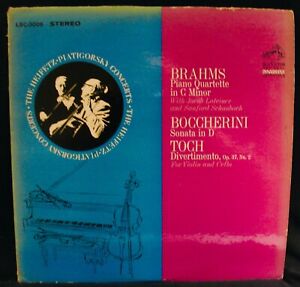 LSC-3009 STEREO
THE HEIFETZ-PIATIGORSKY CONCERTS • THE HEIFETZ-PIATIGORSKY CONCERTS •
BRAHMS
Piano Quartette
in C Minor
With Jacob Lateiner
and Sanford Schonbach
BOCCHERINI
Sonata in D
TOCH
Divertimento, Op. 37, No. 2
For Violin and Cello